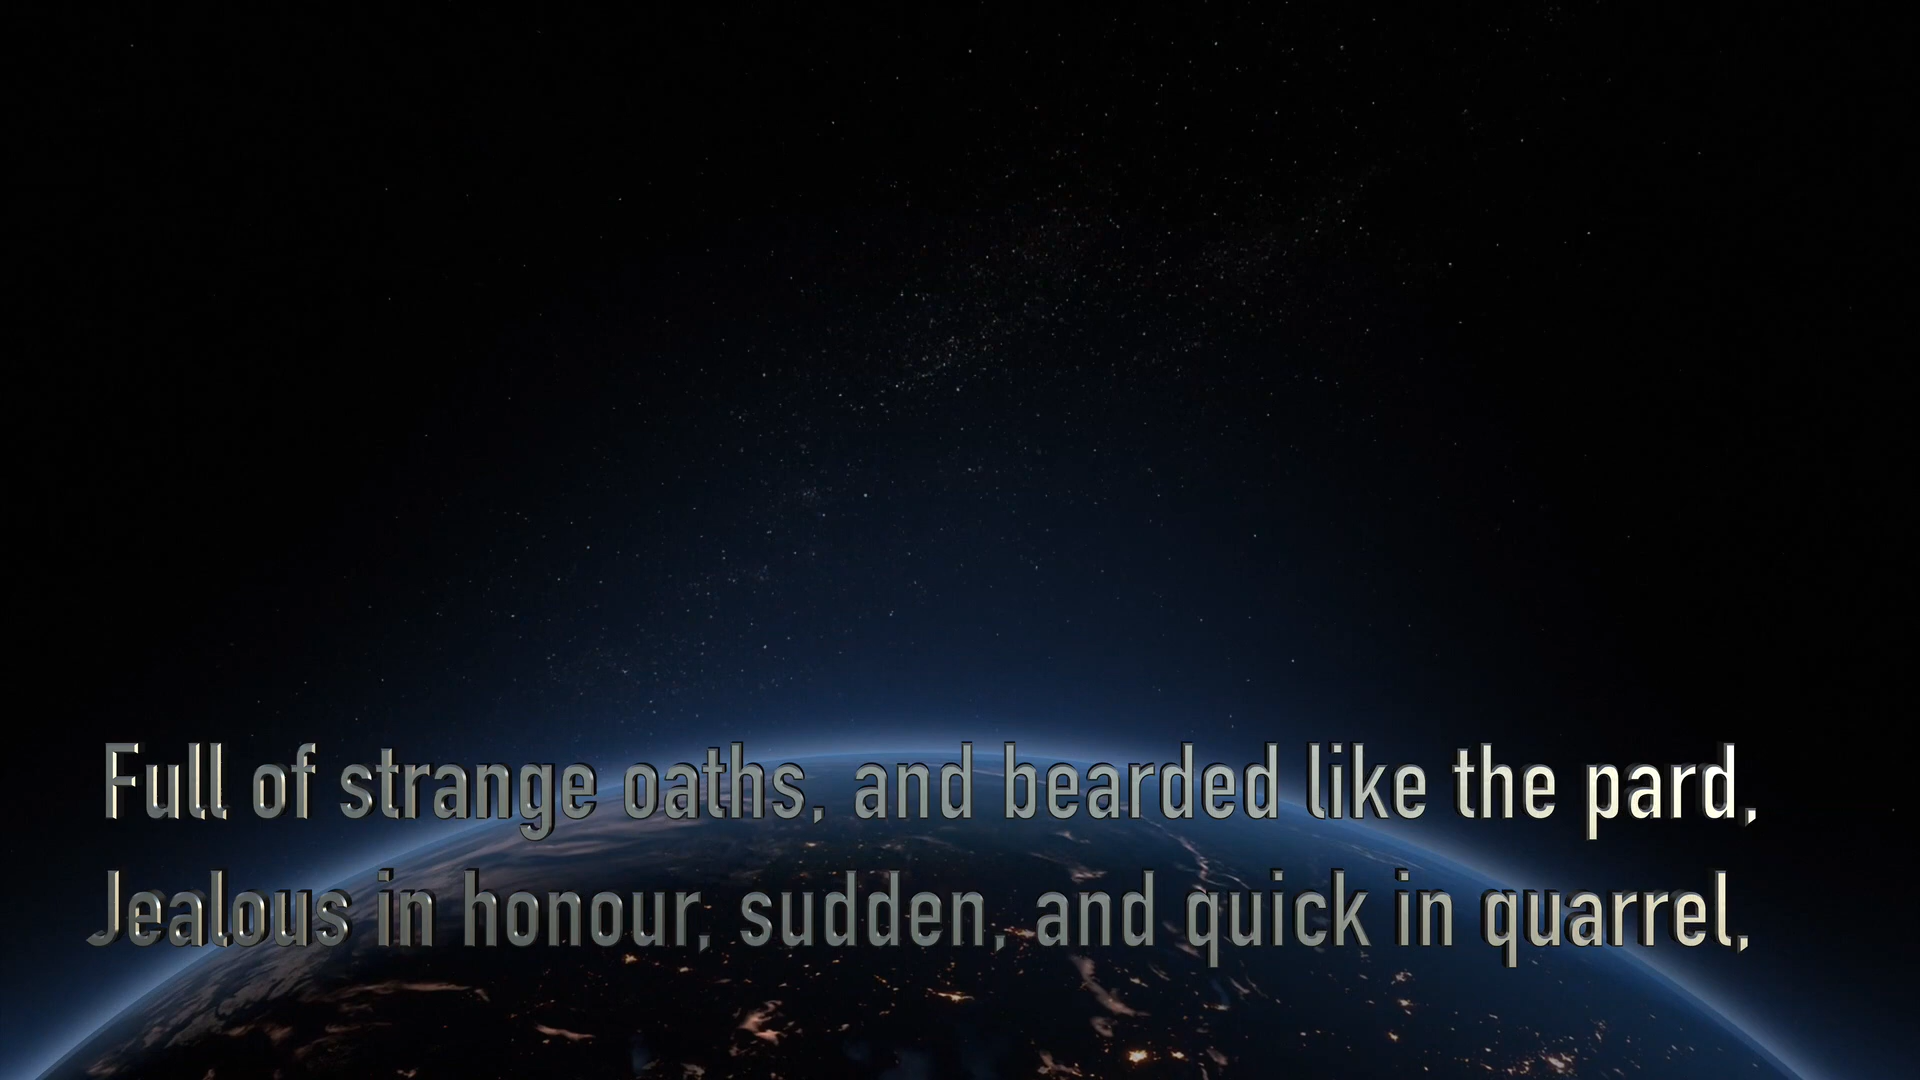 Full of strange oaths, and bearded like the pard,
Jealous in honour, sudden, and quick in quarrel,